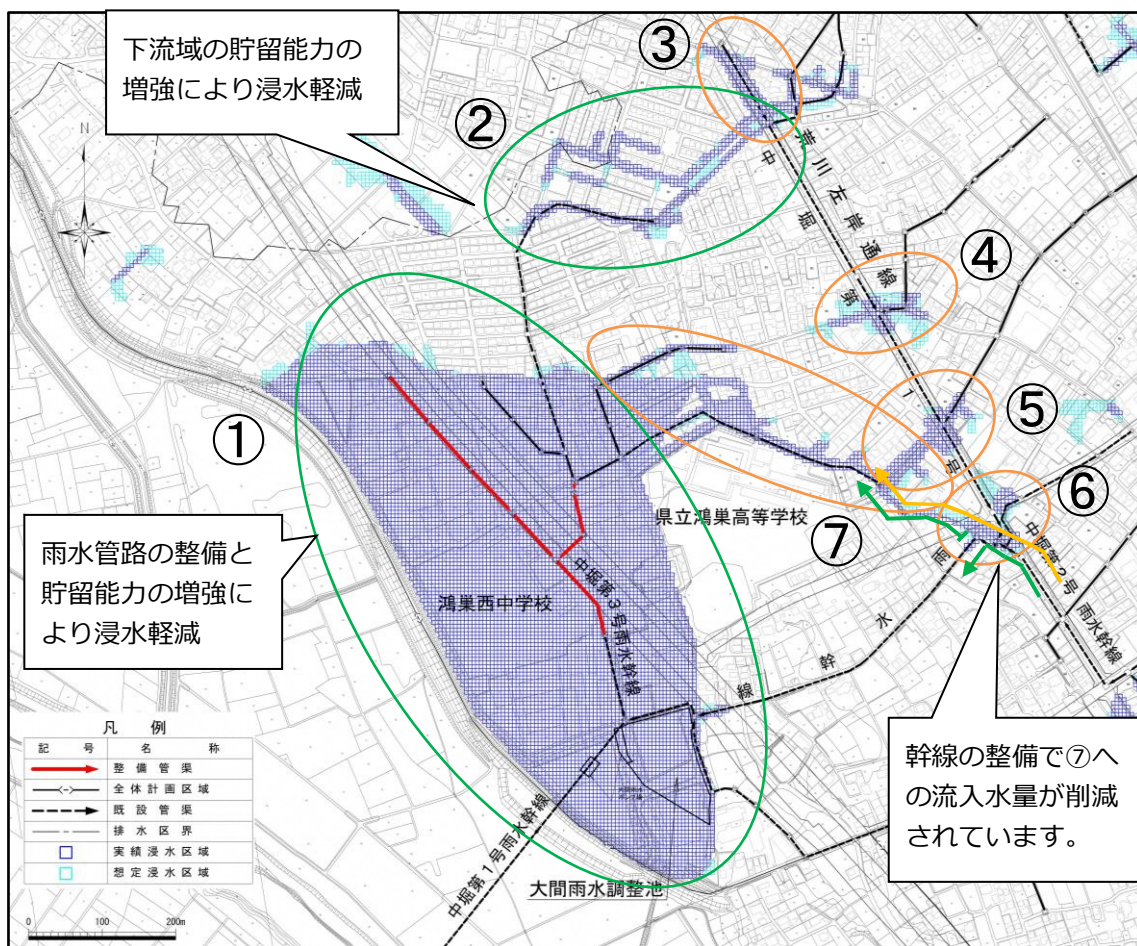 下流域の貯留能力の
増強により浸水軽減
③
②
N
荒川左岸通線
中堀第1号
④
①
⑤
⑥
県立鴻巣高等学校
⑦
雨水管路の整備と
貯留能力の増強に
より浸水軽減
鴻巣西中学校
中堀第3号雨水幹線
中堀第2号雨水幹線
水幹線
幹線の整備で⑦へ
の流入水量が削減
されています。
中堀第1号雨水幹線
大間雨水調整池
凡例
記号 名称
整備管渠
全体計画区域
既設管渠
排水区界
実績浸水区域
想定浸水区域
0 100 200m